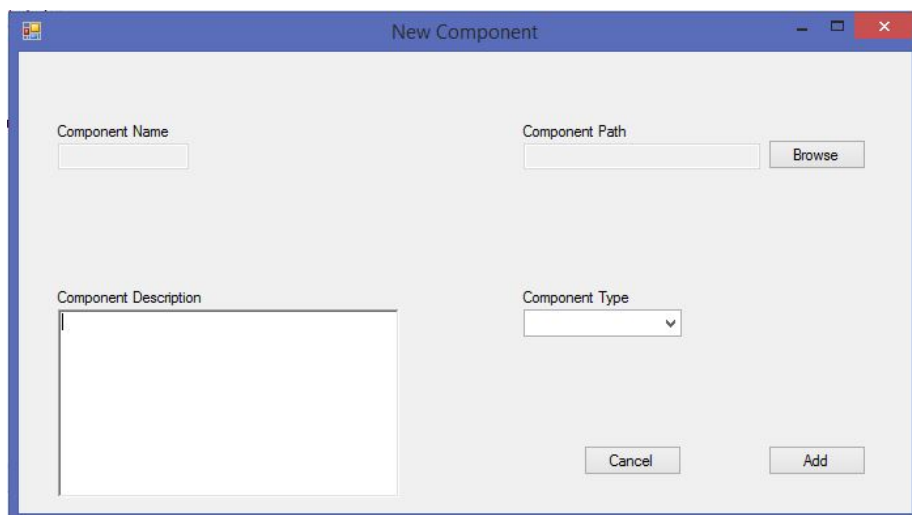 New Component
Component Name
Component Path
Browse
Component Description
Component Type
Cancel
Add